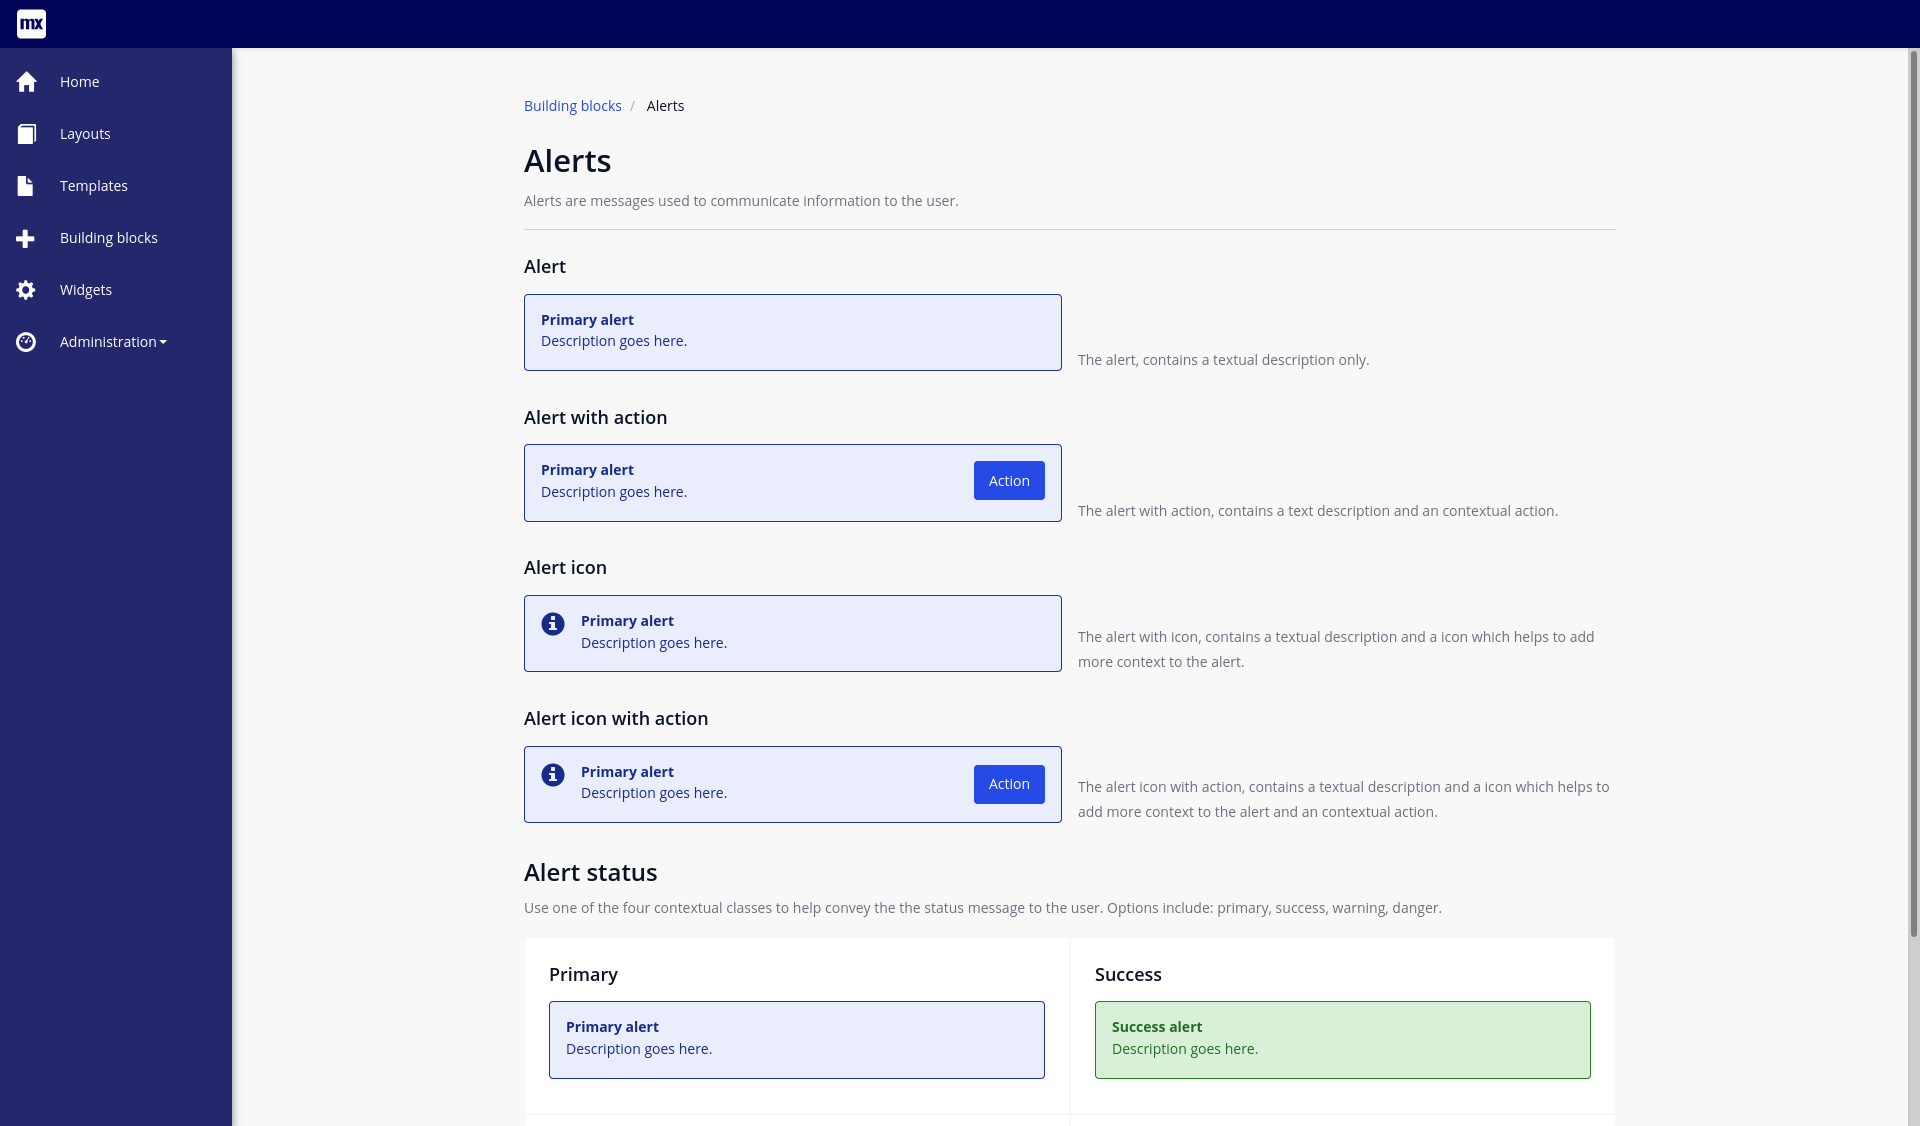 mx
Home
Layouts
Templates
Building blocks
Widgets
Administration
Building blocks / Alerts
Alerts
Alerts are messages used to communicate information to the user.
Alert
Primary alert
Description goes here.
The alert, contains a textual description only.
Alert with action
Primary alert
Description goes here.
Action
The alert with action, contains a text description and an contextual action.
Alert icon
Primary alert
Description goes here.
The alert with icon, contains a textual description and a icon which helps to add
more context to the alert.
Alert icon with action
Primary alert
Description goes here.
Action
The alert icon with action, contains a textual description and a icon which helps to
add more context to the alert and an contextual action.
Alert status
Use one of the four contextual classes to help convey the the status message to the user. Options include: primary, success, warning, danger.
Primary
Primary alert
Description goes here.
Success
Success alert
Description goes here.